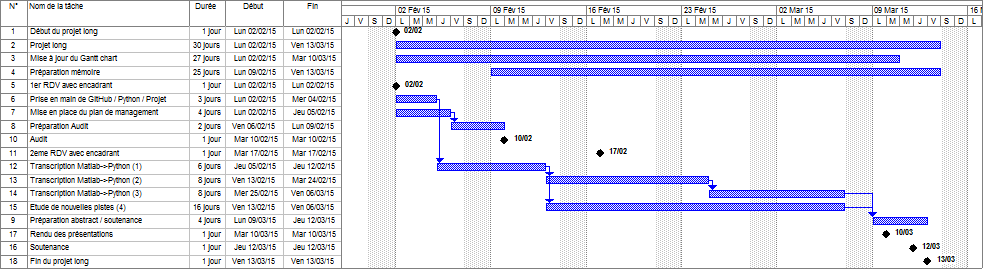 N° Nom de la tâche Durée Début Fin 02 Fév 15 09 Fév 15 16 Fév 15 23 Fév 15 02 Mar 15 09 Mar 15 16 M
J V S D L M M J V S D L M M J V S D L M M J V S D L M M J V S D L M M J V S D L M M J V S D L M
1 Début du projet long 1 jour Lun 02/02/15 Lun 02/02/15 02/02
2 Projet long 30 jours Lun 02/02/15 Ven 13/03/15
3 Mise à jour du Gantt chart 27 jours Lun 02/02/15 Mar 10/03/15
4 Préparation mémoire 25 jours Lun 09/02/15 Ven 13/03/15
5 1er RDV avec encadrant 1 jour Lun 02/02/15 Lun 02/02/15 02/02
6 Prise en main de GitHub / Python / Projet 3 jours Lun 02/02/15 Mer 04/02/15
7 Mise en place du plan de management 4 jours Lun 02/02/15 Jeu 05/02/15
8 Préparation Audit 2 jours Ven 06/02/15 Lun 09/02/15
10 Audit 1 jour Mar 10/02/15 Mar 10/02/15 10/02
11 2eme RDV avec encadrant 1 jour Mar 17/02/15 Mar 17/02/15 17/02
12 Transcription Matlab->Python (1) 6 jours Jeu 05/02/15 Jeu 12/02/15
13 Transcription Matlab->Python (2) 8 jours Ven 13/02/15 Mar 24/02/15
14 Transcription Matlab->Python (3) 8 jours Mer 25/02/15 Ven 06/03/15
15 Etude de nouvelles pistes (4) 16 jours Ven 13/02/15 Ven 06/03/15
9 Préparation abstract / soutenance 4 jours Lun 09/03/15 Jeu 12/03/15
17 Rendu des présentations 1 jour Mar 10/03/15 Mar 10/03/15 10/03
16 Soutenance 1 jour Jeu 12/03/15 Jeu 12/03/15 12/03
18 Fin du projet long 1 jour Ven 13/03/15 Ven 13/03/15 13/03